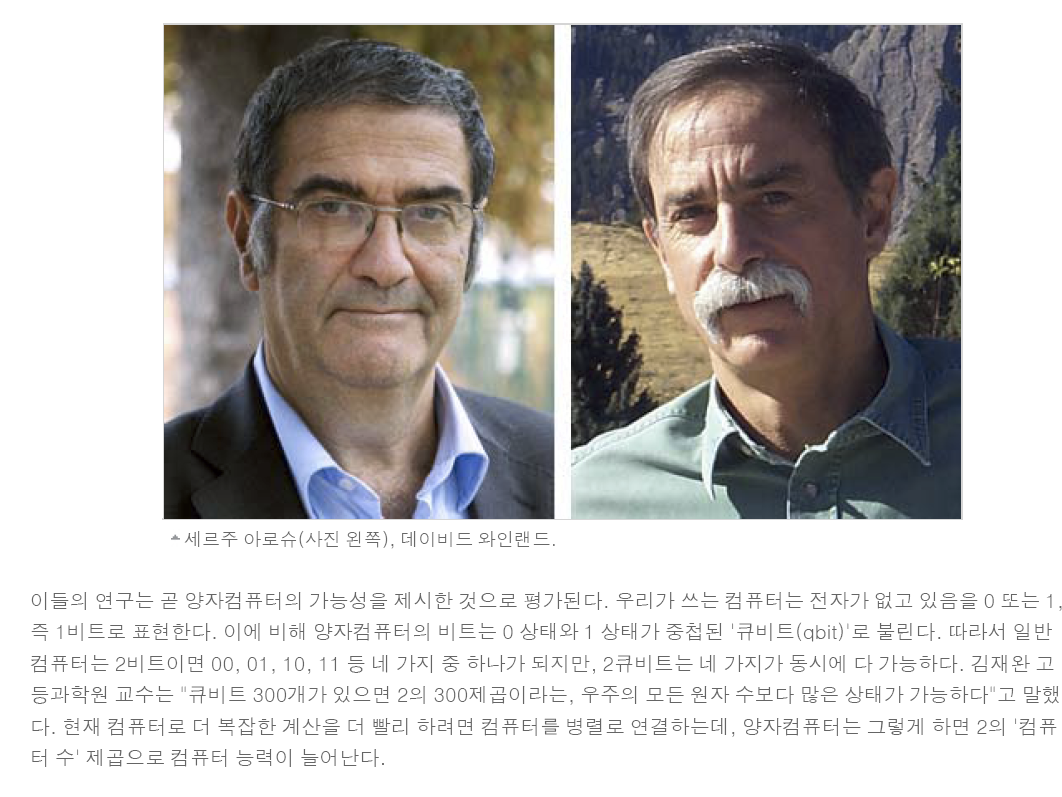 세르주 아로슈(사진 왼쪽), 데이비드 와인랜드.
이들의 연구는 곧 양자컴퓨터의 가능성을 제시한 것으로 평가된다. 우리가 쓰는 컴퓨터는 전자가 없고 있음을 0 또는 1,
즉 1비트로 표현한다. 이에 비해 양자컴퓨터의 비트는 0 상태와 1 상태가 중첩된 '큐비트(qbit)'로 불린다. 따라서 일반
컴퓨터는 2비트이면 00, 01, 10, 11 등 네 가지 중 하나가 되지만, 2큐비트는 네 가지가 동시에 다 가능하다. 김재완 고
등과학원 교수는 "큐비트 300개가 있으면 2의 300제곱이라는, 우주의 모든 원자 수보다 많은 상태가 가능하다"고 말했
다. 현재 컴퓨터로 더 복잡한 계산을 더 빨리 하려면 컴퓨터를 병렬로 연결하는데, 양자컴퓨터는 그렇게 하면 2의 '컴퓨
터 수' 제곱으로 컴퓨터 능력이 늘어난다.